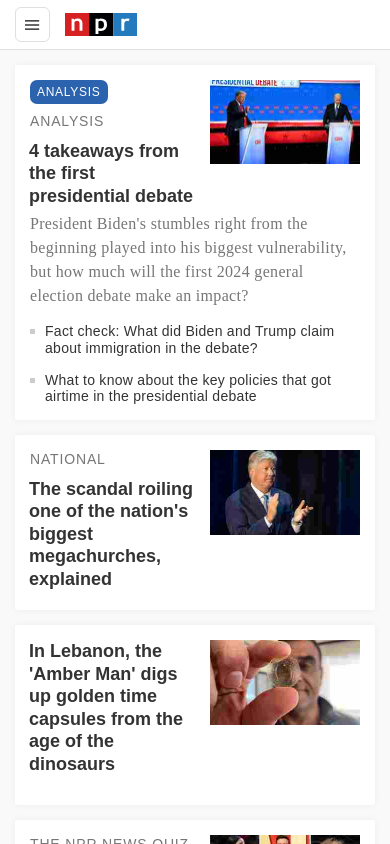 npr
ANALYSIS
ANALYSIS
4 takeaways from
the first
presidential debate
PRESIDENTIAL DEBATE
President Biden's stumbles right from the
beginning played into his biggest vulnerability,
but how much will the first 2024 general
election debate make an impact?
Fact check: What did Biden and Trump claim
about immigration in the debate?
What to know about the key policies that got
airtime in the presidential debate
NATIONAL
The scandal roiling
one of the nation's
biggest
megachurches,
explained
In Lebanon, the
'Amber Man' digs
up golden time
capsules from the
age of the
dinosaurs
THE NPR NEWS QUIZ